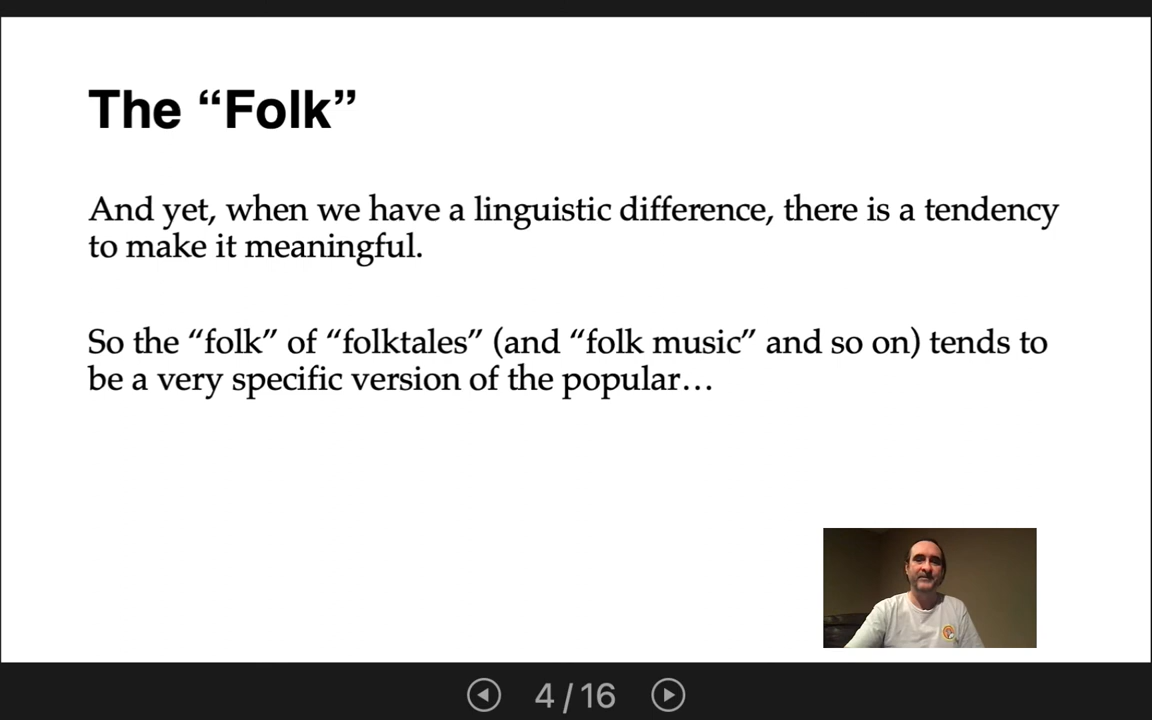 The “Folk”
And yet, when we have a linguistic difference, there is a tendency
to make it meaningful.
So the “folk” of “folktales” (and “folk music” and so on) tends to
be a very specific version of the popular…
4 / 16